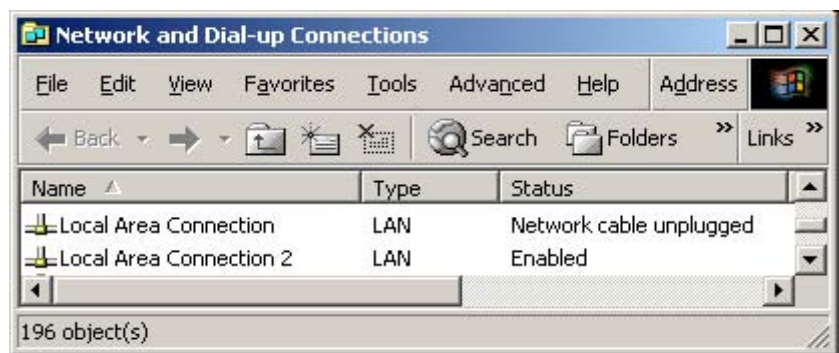 Network and Dial-up Connections
File Edit View Favorites Tools Advanced Help Address
Back Search Folders » Links »
Name Type Status
Local Area Connection LAN Network cable unplugged
Local Area Connection 2 LAN Enabled
196 object(s)